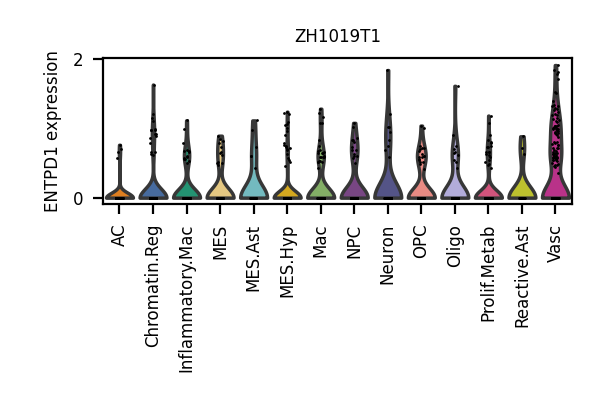 ZH1019T1
ENTPD1 expression
2
0
AC
Chromatin.Reg
Inflammatory.Mac
MES
MES.Ast
MES.Hyp
Mac
NPC
Neuron
OPC
Oligo
Prolif.Metab
Reactive.Ast
Vasc